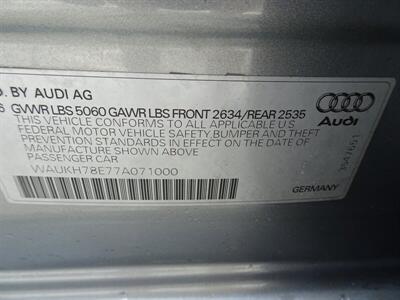 D. BY AUDI AG
GVWR LBS 5060 GAWR LBS FRONT 2634/REAR 2535
THIS VEHICLE CONFORMS TO ALL APPLICABLE U.S.
FEDERAL MOTOR VEHICLE SAFETY, BUMPER AND THEFT
PREVENTION STANDARDS IN EFFECT ON THE DATE OF
MANUFACTURE SHOWN ABOVE.
PASSENGER CAR
WAUKH78E77A071000
Audi
GERMANY